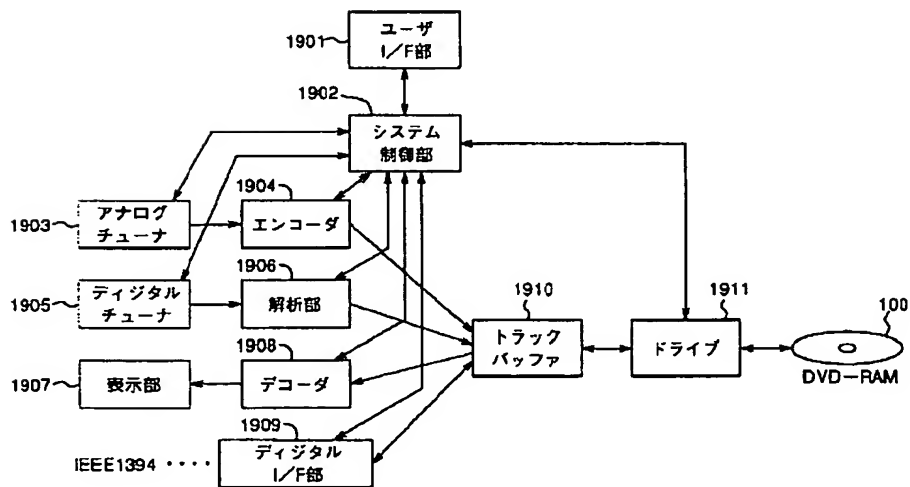 1901
ユーザ
I/F部
1902
システム
制御部
1903
アナログ
チューナ
1904
エンコーダ
1905
ディジタル
チューナ
1906
解析部
1907
表示部
1908
デコーダ
1909
ディジタル
I/F部
IEEE1394 ‥‥
1910
トラック
バッファ
1911
ドライブ
100
DVD-RAM